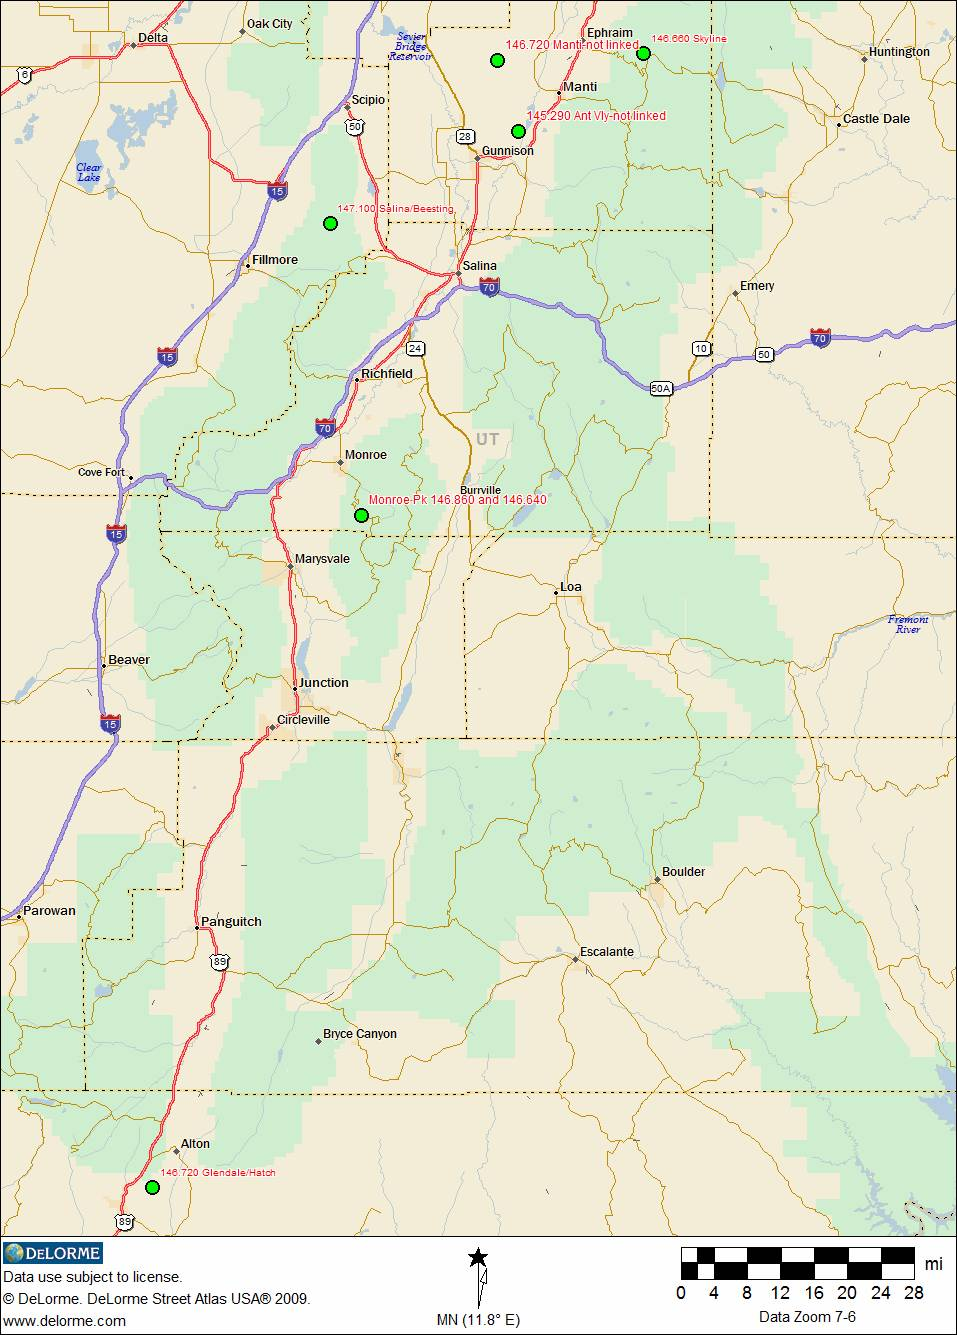 Oak City
Delta
Sevier
Bridge
Reservoir
Ephraim
146.660 Skyline
146.720 Manti-not linked
Huntington
6
Manti
Scipio
50
145.290 Ant Vly-not linked
Castle Dale
28
Gunnison
Clear
Lake
15
147.100 Salina/Beesting
Fillmore
Salina
70
Emery
15
24
10
50
70
Richfield
50A
70
UT
Monroe
Cove Fort
Burrville
Monroe Pk 146.860 and 146.640
15
Marysvale
Loa
Fremont
River
Beaver
Junction
15
Circleville
Boulder
Parowan
Panguitch
89
Escalante
Bryce Canyon
Alton
146.720 Glendale/Hatch
89
DELORME
Data use subject to license.
© DeLorme. DeLorme Street Atlas USA® 2009.
www.delorme.com
MN (11.8° E)
mi
0 4 8 12 16 20 24 28
Data Zoom 7-6